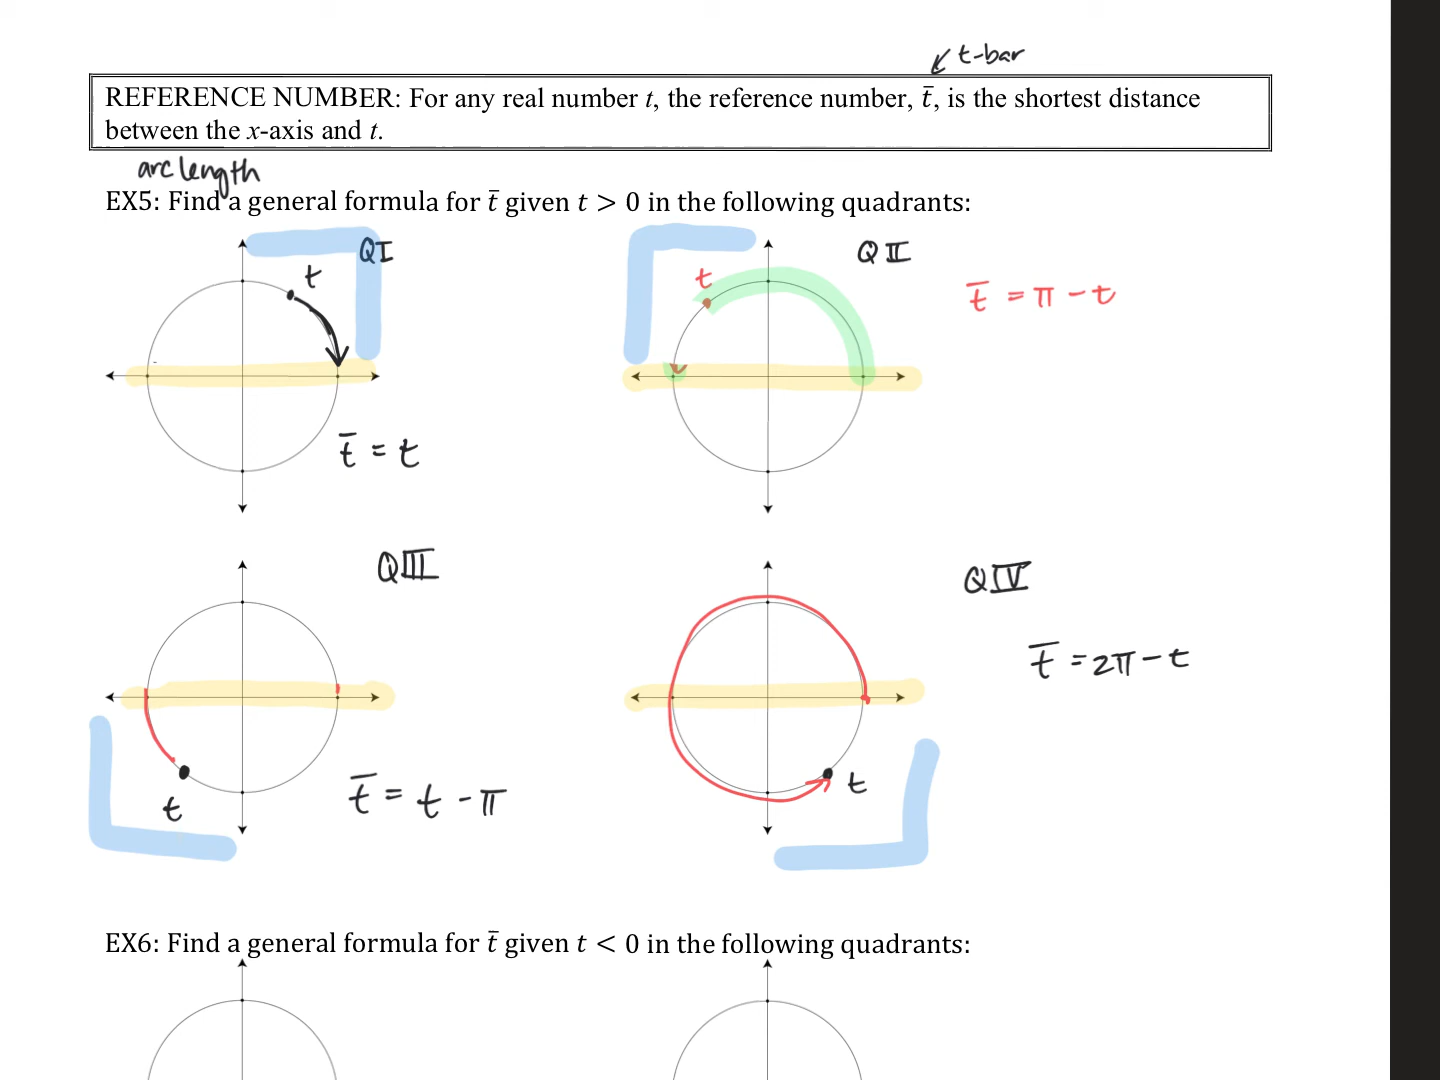 ↙ t-bar
REFERENCE NUMBER: For any real number t, the reference number, t̄, is the shortest distance
between the x-axis and t.
arc length
EX5: Find a general formula for t̄ given t > 0 in the following quadrants:
QI
t
t̄ = t
QII
t
t̄ = π - t
QIII
t
t̄ = t - π
QIV
t̄ = 2π - t
t
EX6: Find a general formula for t̄ given t < 0 in the following quadrants: